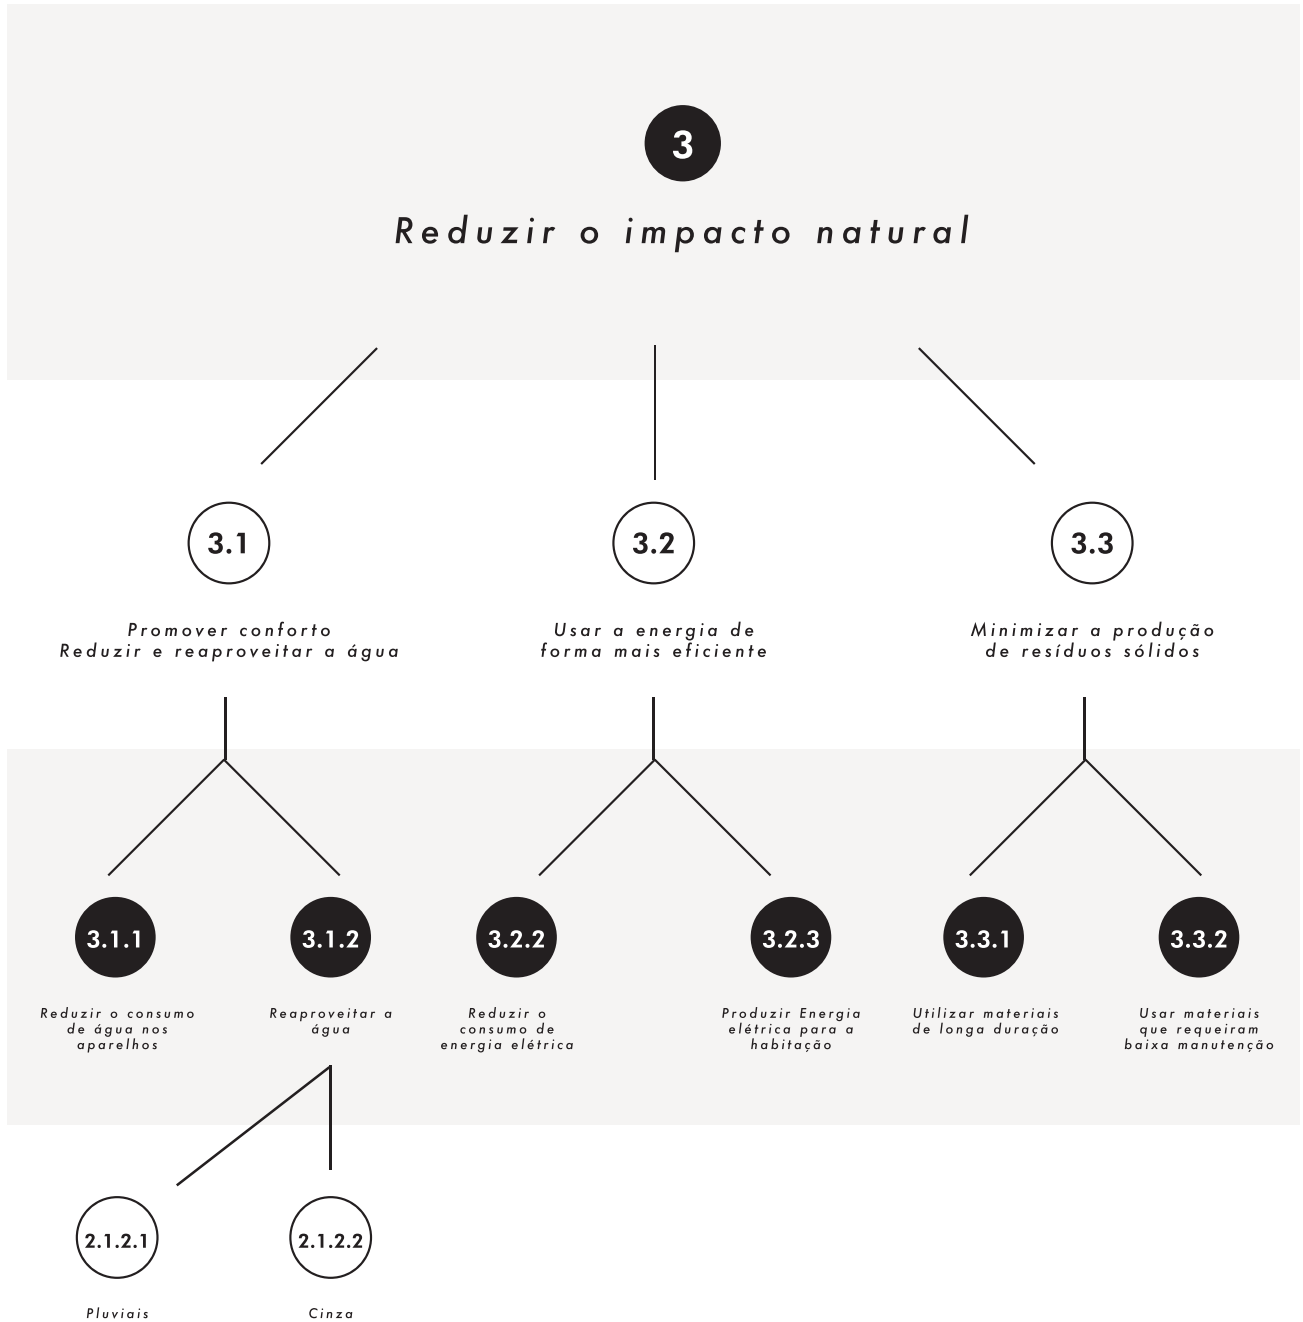 3
Reduzir o impacto natural
3.1
3.2
3.3
Promover conforto
Reduzir e reaproveitar a água
Usar a energia de
forma mais eficiente
Minimizar a produção
de resíduos sólidos
3.1.1
3.1.2
3.2.2
3.2.3
3.3.1
3.3.2
Reduzir o consumo
de água nos
aparelhos
Reaproveitar a
água
Reduzir o
consumo de
energia elétrica
Produzir Energia
elétrica para a
habitação
Utilizar materiais
de longa duração
Usar materiais
que requeiram
baixa manutenção
2.1.2.1
2.1.2.2
Pluviais
Cinza